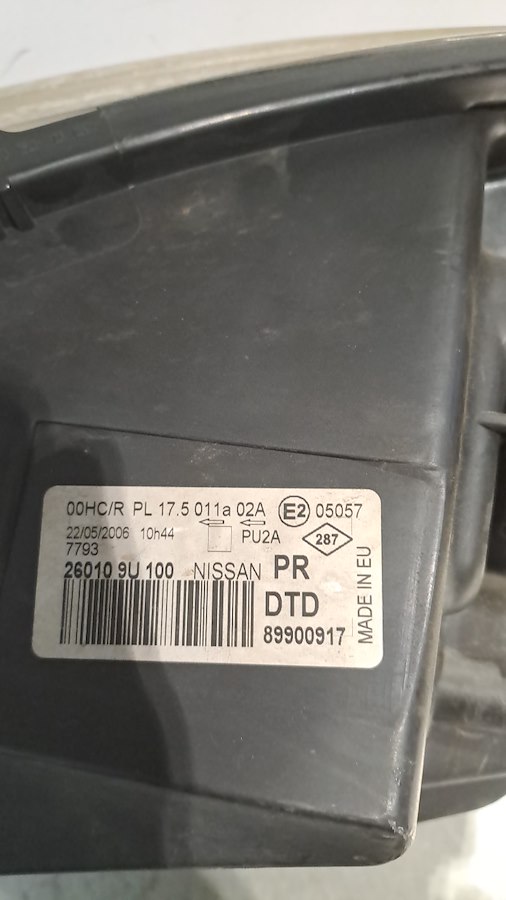 00HC/R PL 17.5 011a 02A E2 05057
22/05/2006 10h44 PU2A 287
7793
26010 9U 100 NISSAN PR
DTD
89900917
MADE IN EU